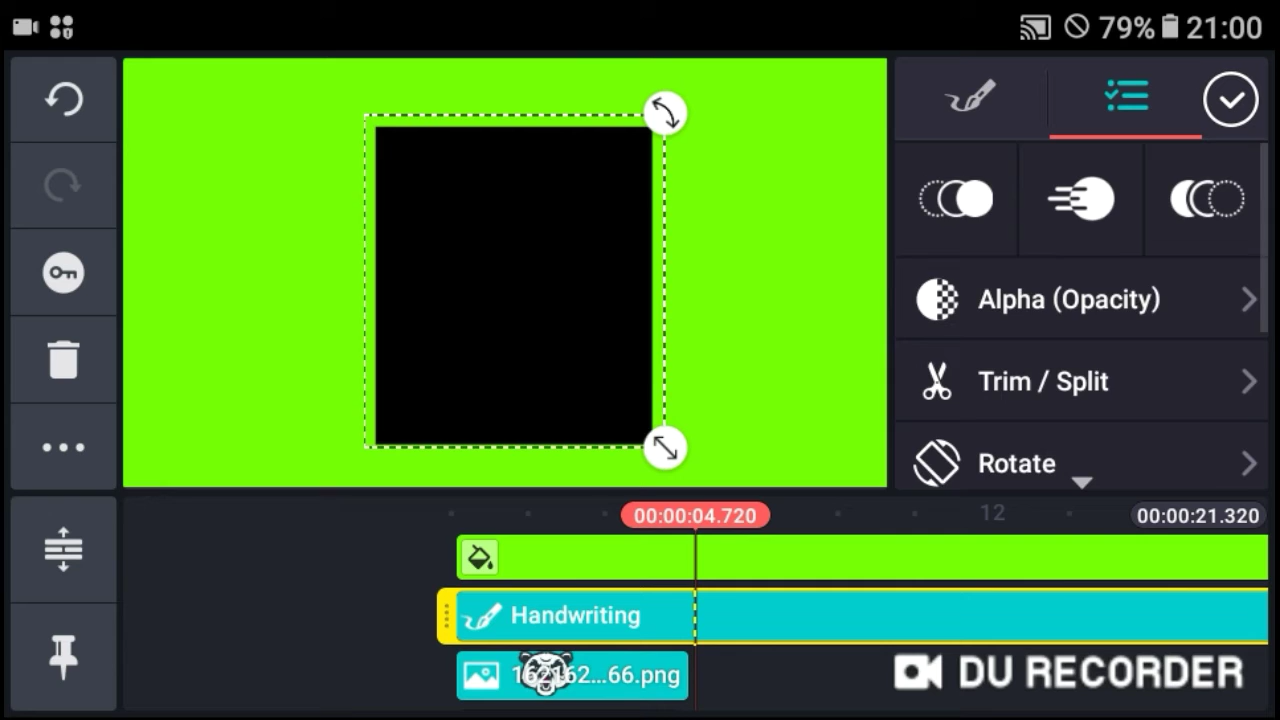 79% 21:00
Alpha (Opacity)
Trim / Split
Rotate
00:00:04.720
12
00:00:21.320
Handwriting
162162...66.png
DU RECORDER